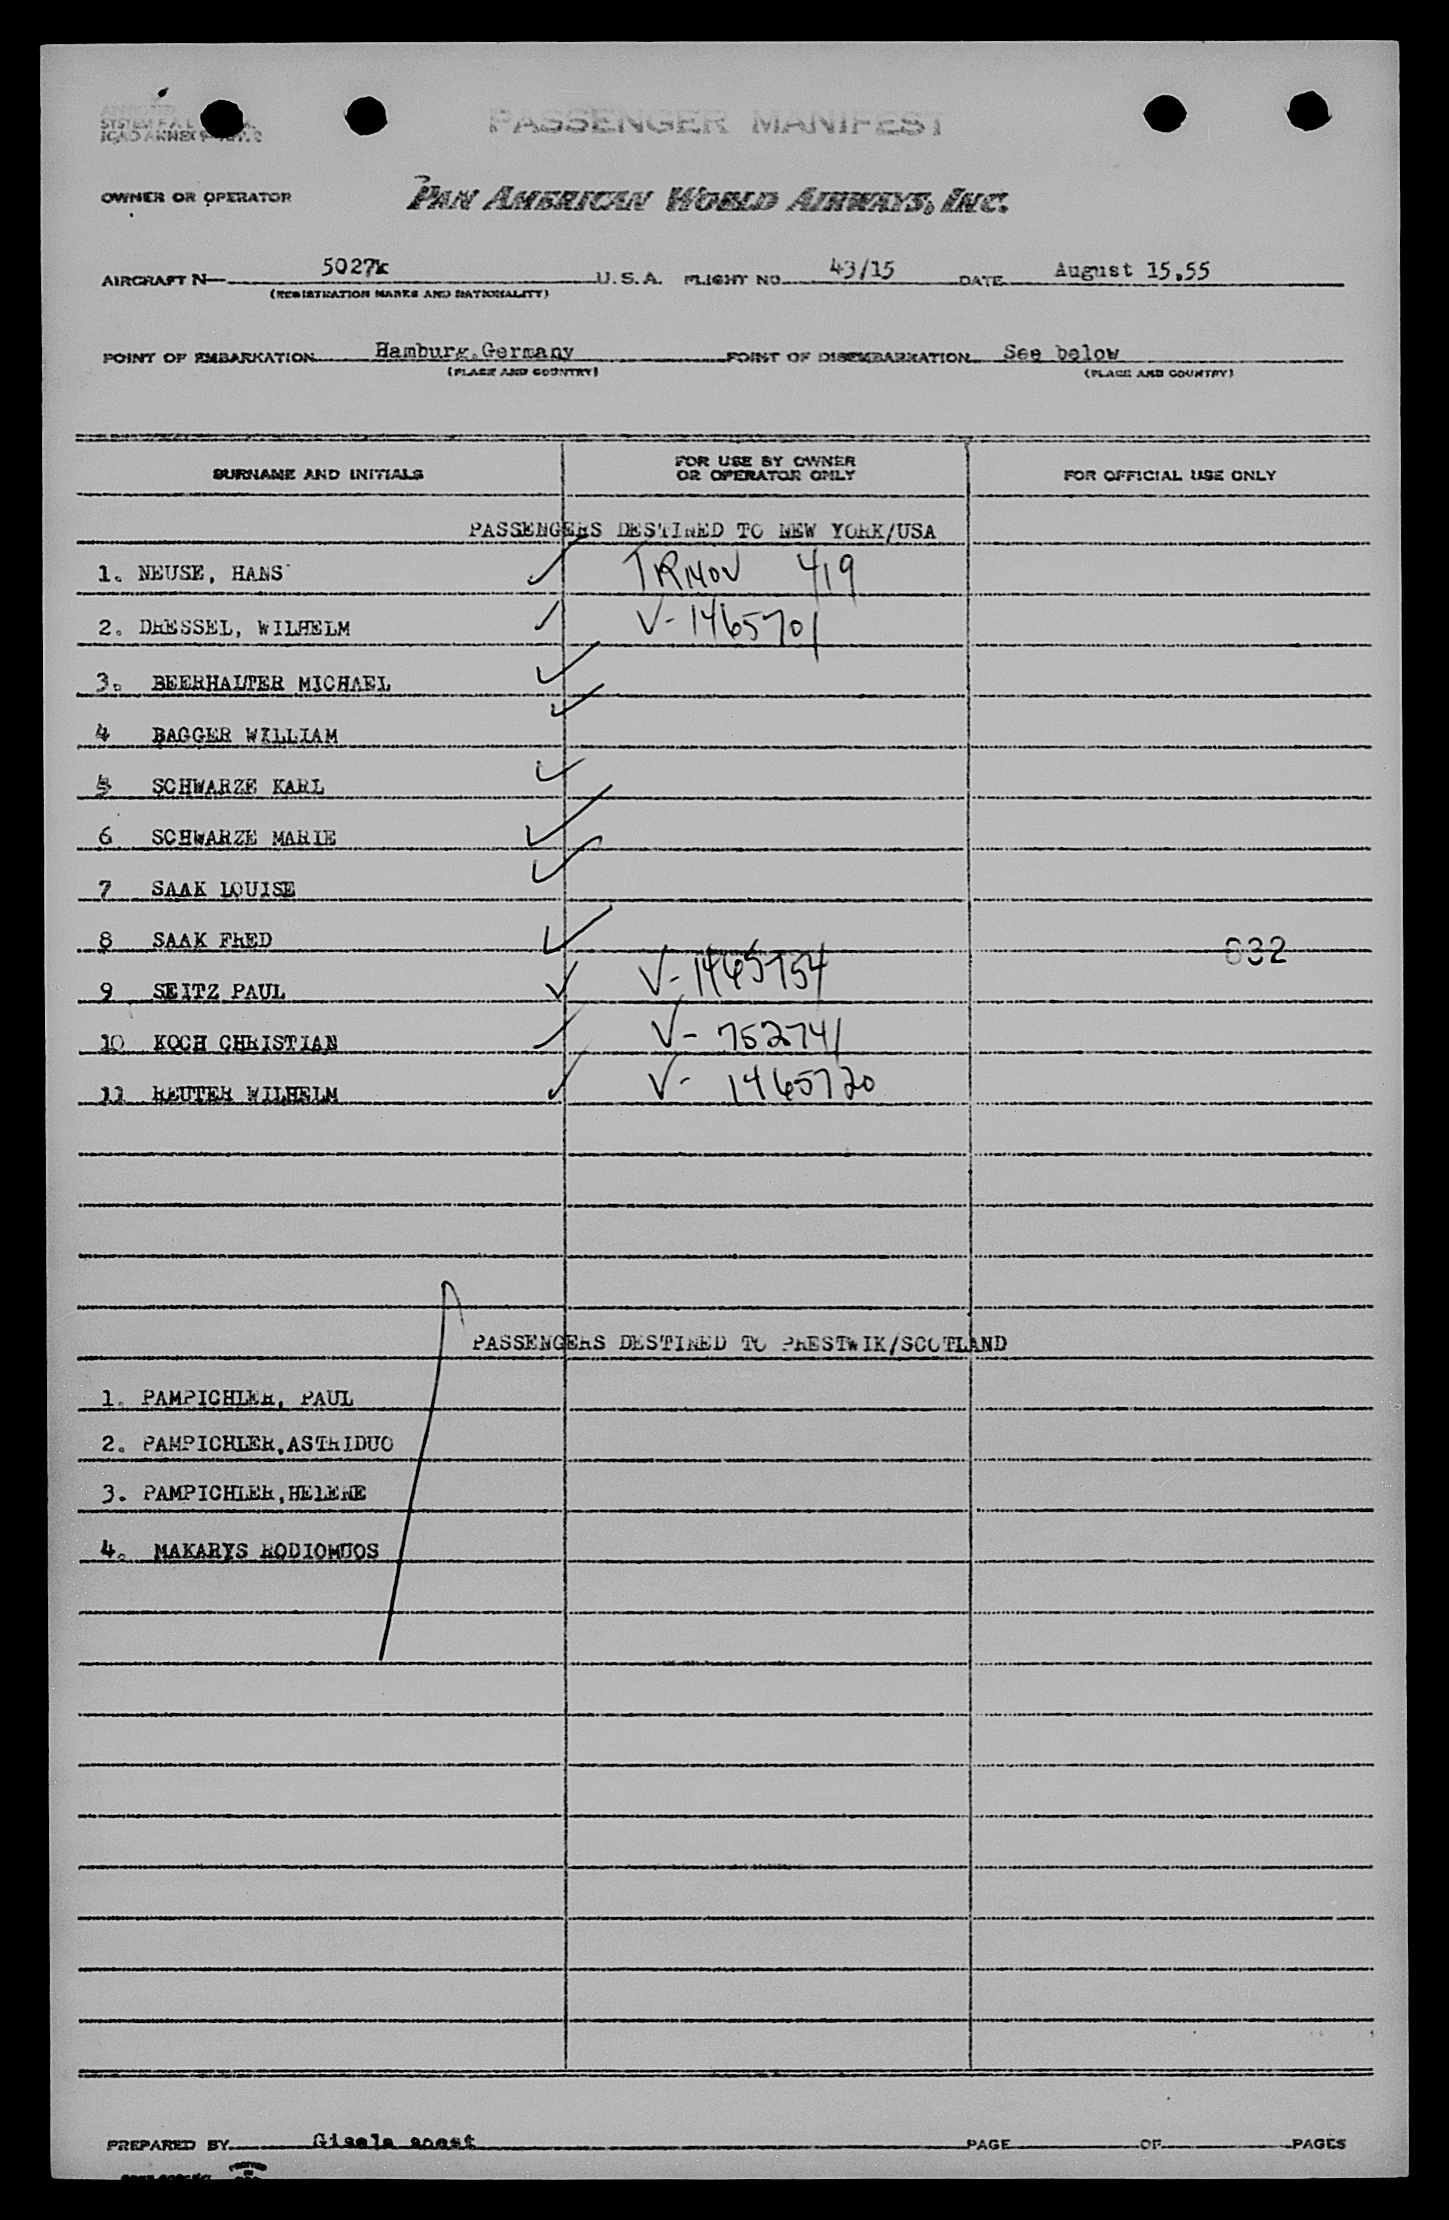 PASSENGER MANIFEST
ICAO ANNEX 9
OWNER OR OPERATOR PAN AMERICAN WORLD AIRWAYS, INC.
AIRCRAFT N 5027k U.S.A. FLIGHT NO. 43/15 DATE August 15,55
(REGISTRATION MARKS AND NATIONALITY)
POINT OF EMBARKATION Hamburg,Germany POINT OF DISEMBARKATION See below
(PLACE AND COUNTRY) (PLACE AND COUNTRY)
SURNAME AND INITIALS FOR USE BY OWNER OR OPERATOR ONLY FOR OFFICIAL USE ONLY
PASSENGERS DESTINED TO NEW YORK/USA
1. NEUSE, HANS 419
2. DRESSEL, WILHELM V-1465701
3. BEERHALTER MICHAEL
4 BAGGER WILLIAM
5 SCHWARZE KARL
6 SCHWARZE MARIE
7 SAAK LOUISE
8 SAAK FRED 632
9 SEITZ PAUL V-1465754
10 KOCH CHRISTIAN V-752741
11 REUTER WILHELM V-1465720
PASSENGERS DESTINED TO PRESTWIK/SCOTLAND
1. PAMPICHLER, PAUL
2. PAMPICHLER,ASTRIDUO
3. PAMPICHLER,HElENE
4. MAKARYS RODIOMUOS
PREPARED BY Gisela PAGE OF PAGES